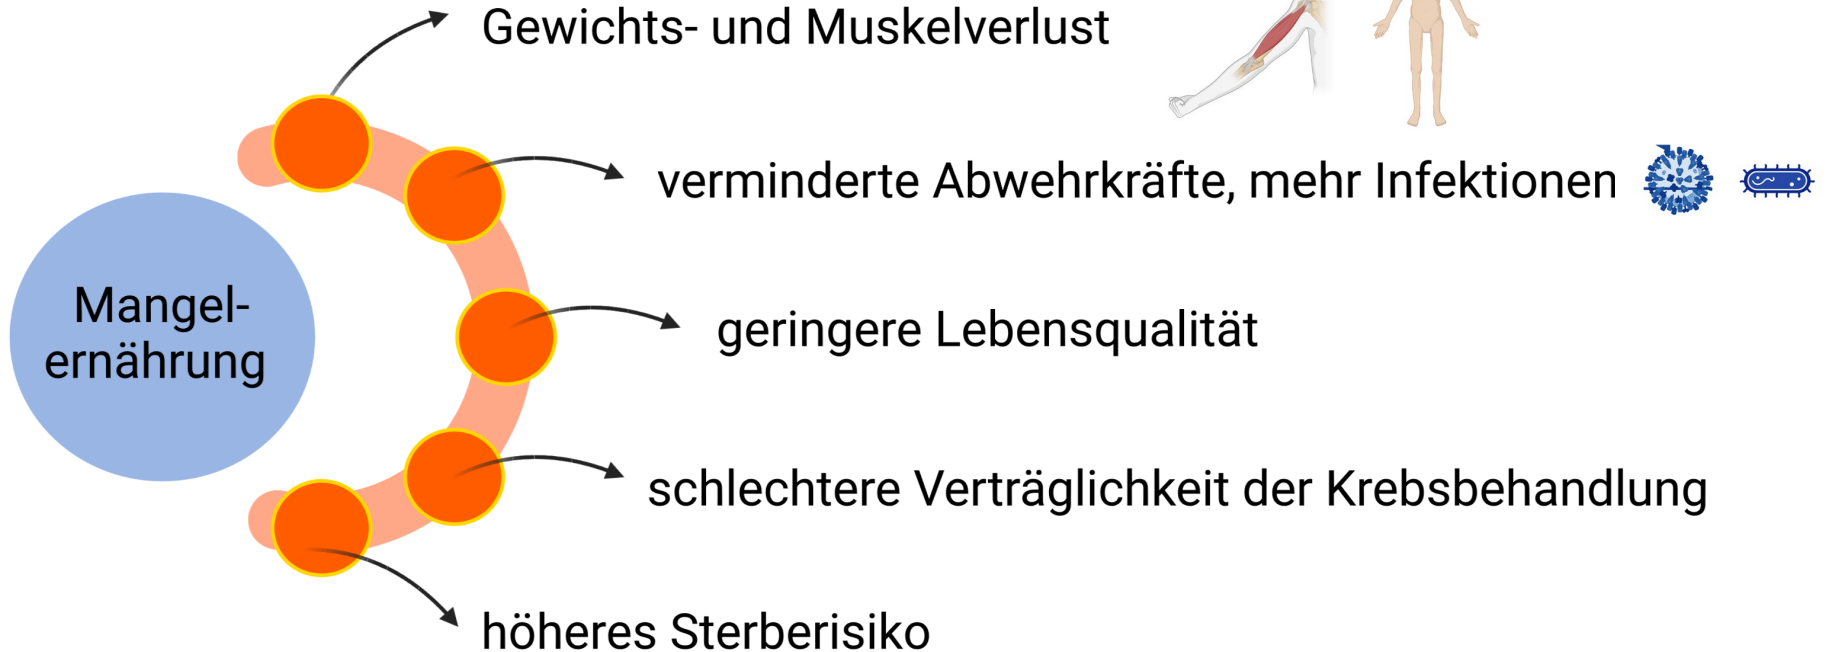 Gewichts- und Muskelverlust
verminderte Abwehrkräfte, mehr Infektionen
Mangel-
ernährung
geringere Lebensqualität
schlechtere Verträglichkeit der Krebsbehandlung
höheres Sterberisiko